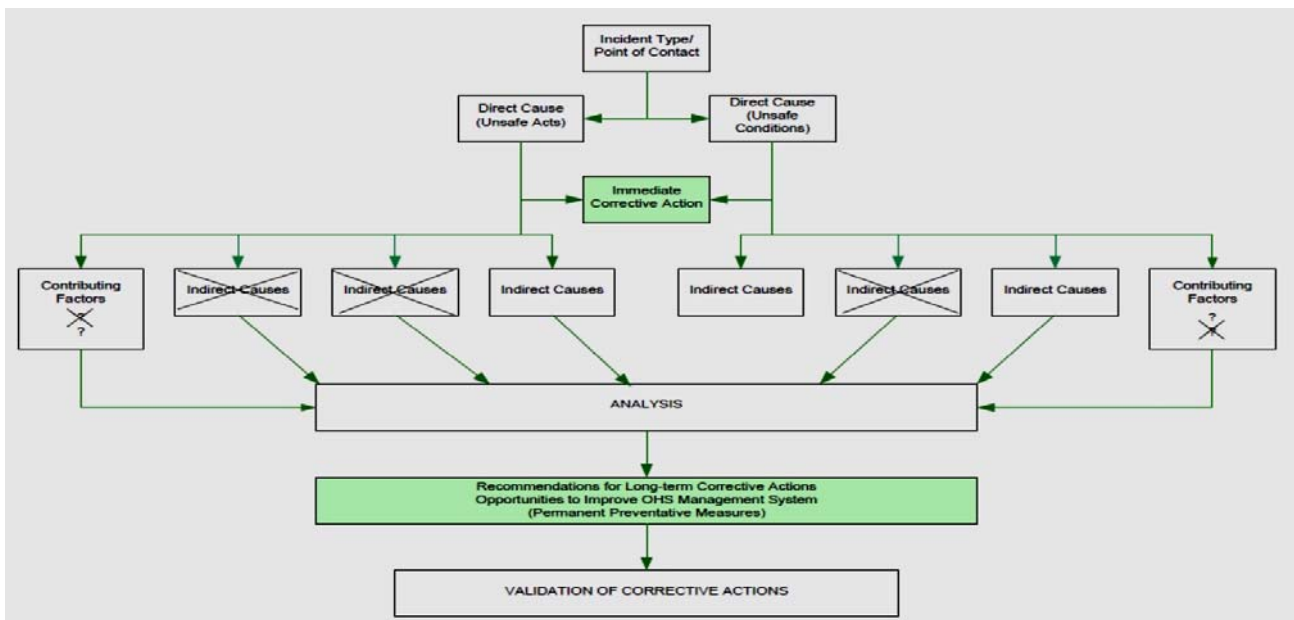 Incident Type/
Point of Contact
Direct Cause
(Unsafe Acts)
Direct Cause
(Unsafe
Conditions)
Immediate
Corrective Action
Contributing
Factors
?
?
Indirect Causes
Indirect Causes
Indirect Causes
Indirect Causes
Indirect Causes
Indirect Causes
Contributing
Factors
?
?
ANALYSIS
Recommendations for Long-term Corrective Actions
Opportunities to Improve OHS Management System
(Permanent Preventative Measures)
VALIDATION OF CORRECTIVE ACTIONS